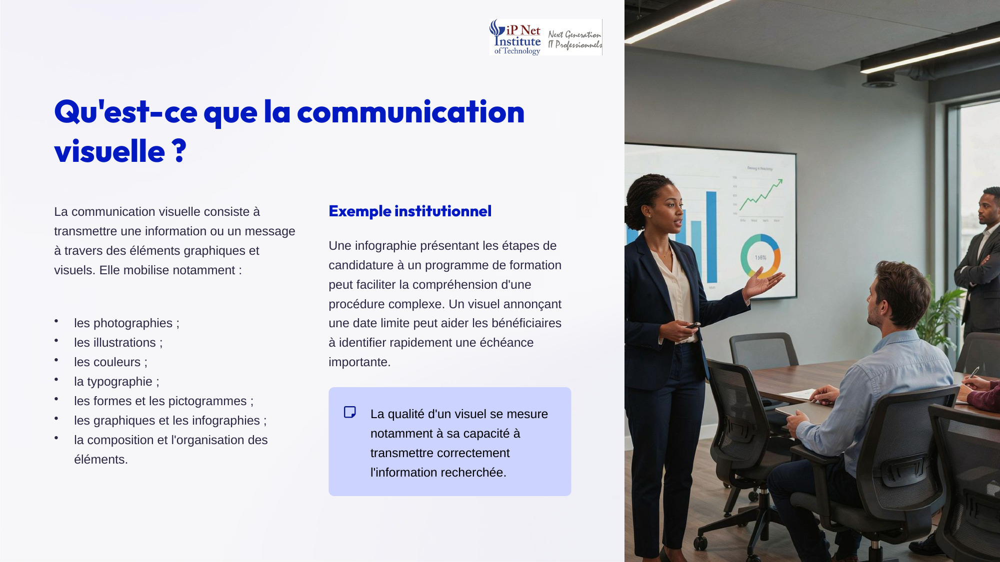 iP Net
Institute
of Technology
Next Generation
IT Professionnels
Qu'est-ce que la communication
visuelle ?
La communication visuelle consiste à
transmettre une information ou un message
à travers des éléments graphiques et
visuels. Elle mobilise notamment :
• les photographies ;
• les illustrations ;
• les couleurs ;
• la typographie ;
• les formes et les pictogrammes ;
• les graphiques et les infographies ;
• la composition et l'organisation des
éléments.
Exemple institutionnel
Une infographie présentant les étapes de
candidature à un programme de formation
peut faciliter la compréhension d'une
procédure complexe. Un visuel annonçant
une date limite peut aider les bénéficiaires
à identifier rapidement une échéance
importante.
La qualité d'un visuel se mesure
notamment à sa capacité à
transmettre correctement
l'information recherchée.